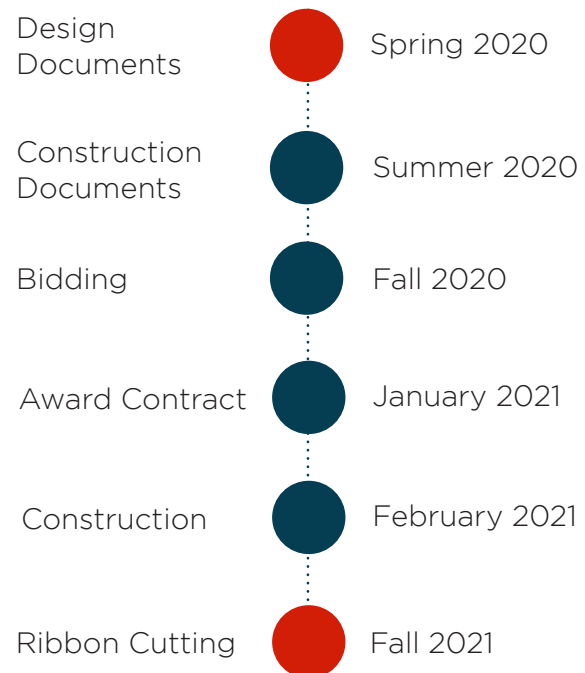 Design
Documents
Spring 2020
Construction
Documents
Summer 2020
Bidding
Fall 2020
Award Contract
January 2021
Construction
February 2021
Ribbon Cutting
Fall 2021